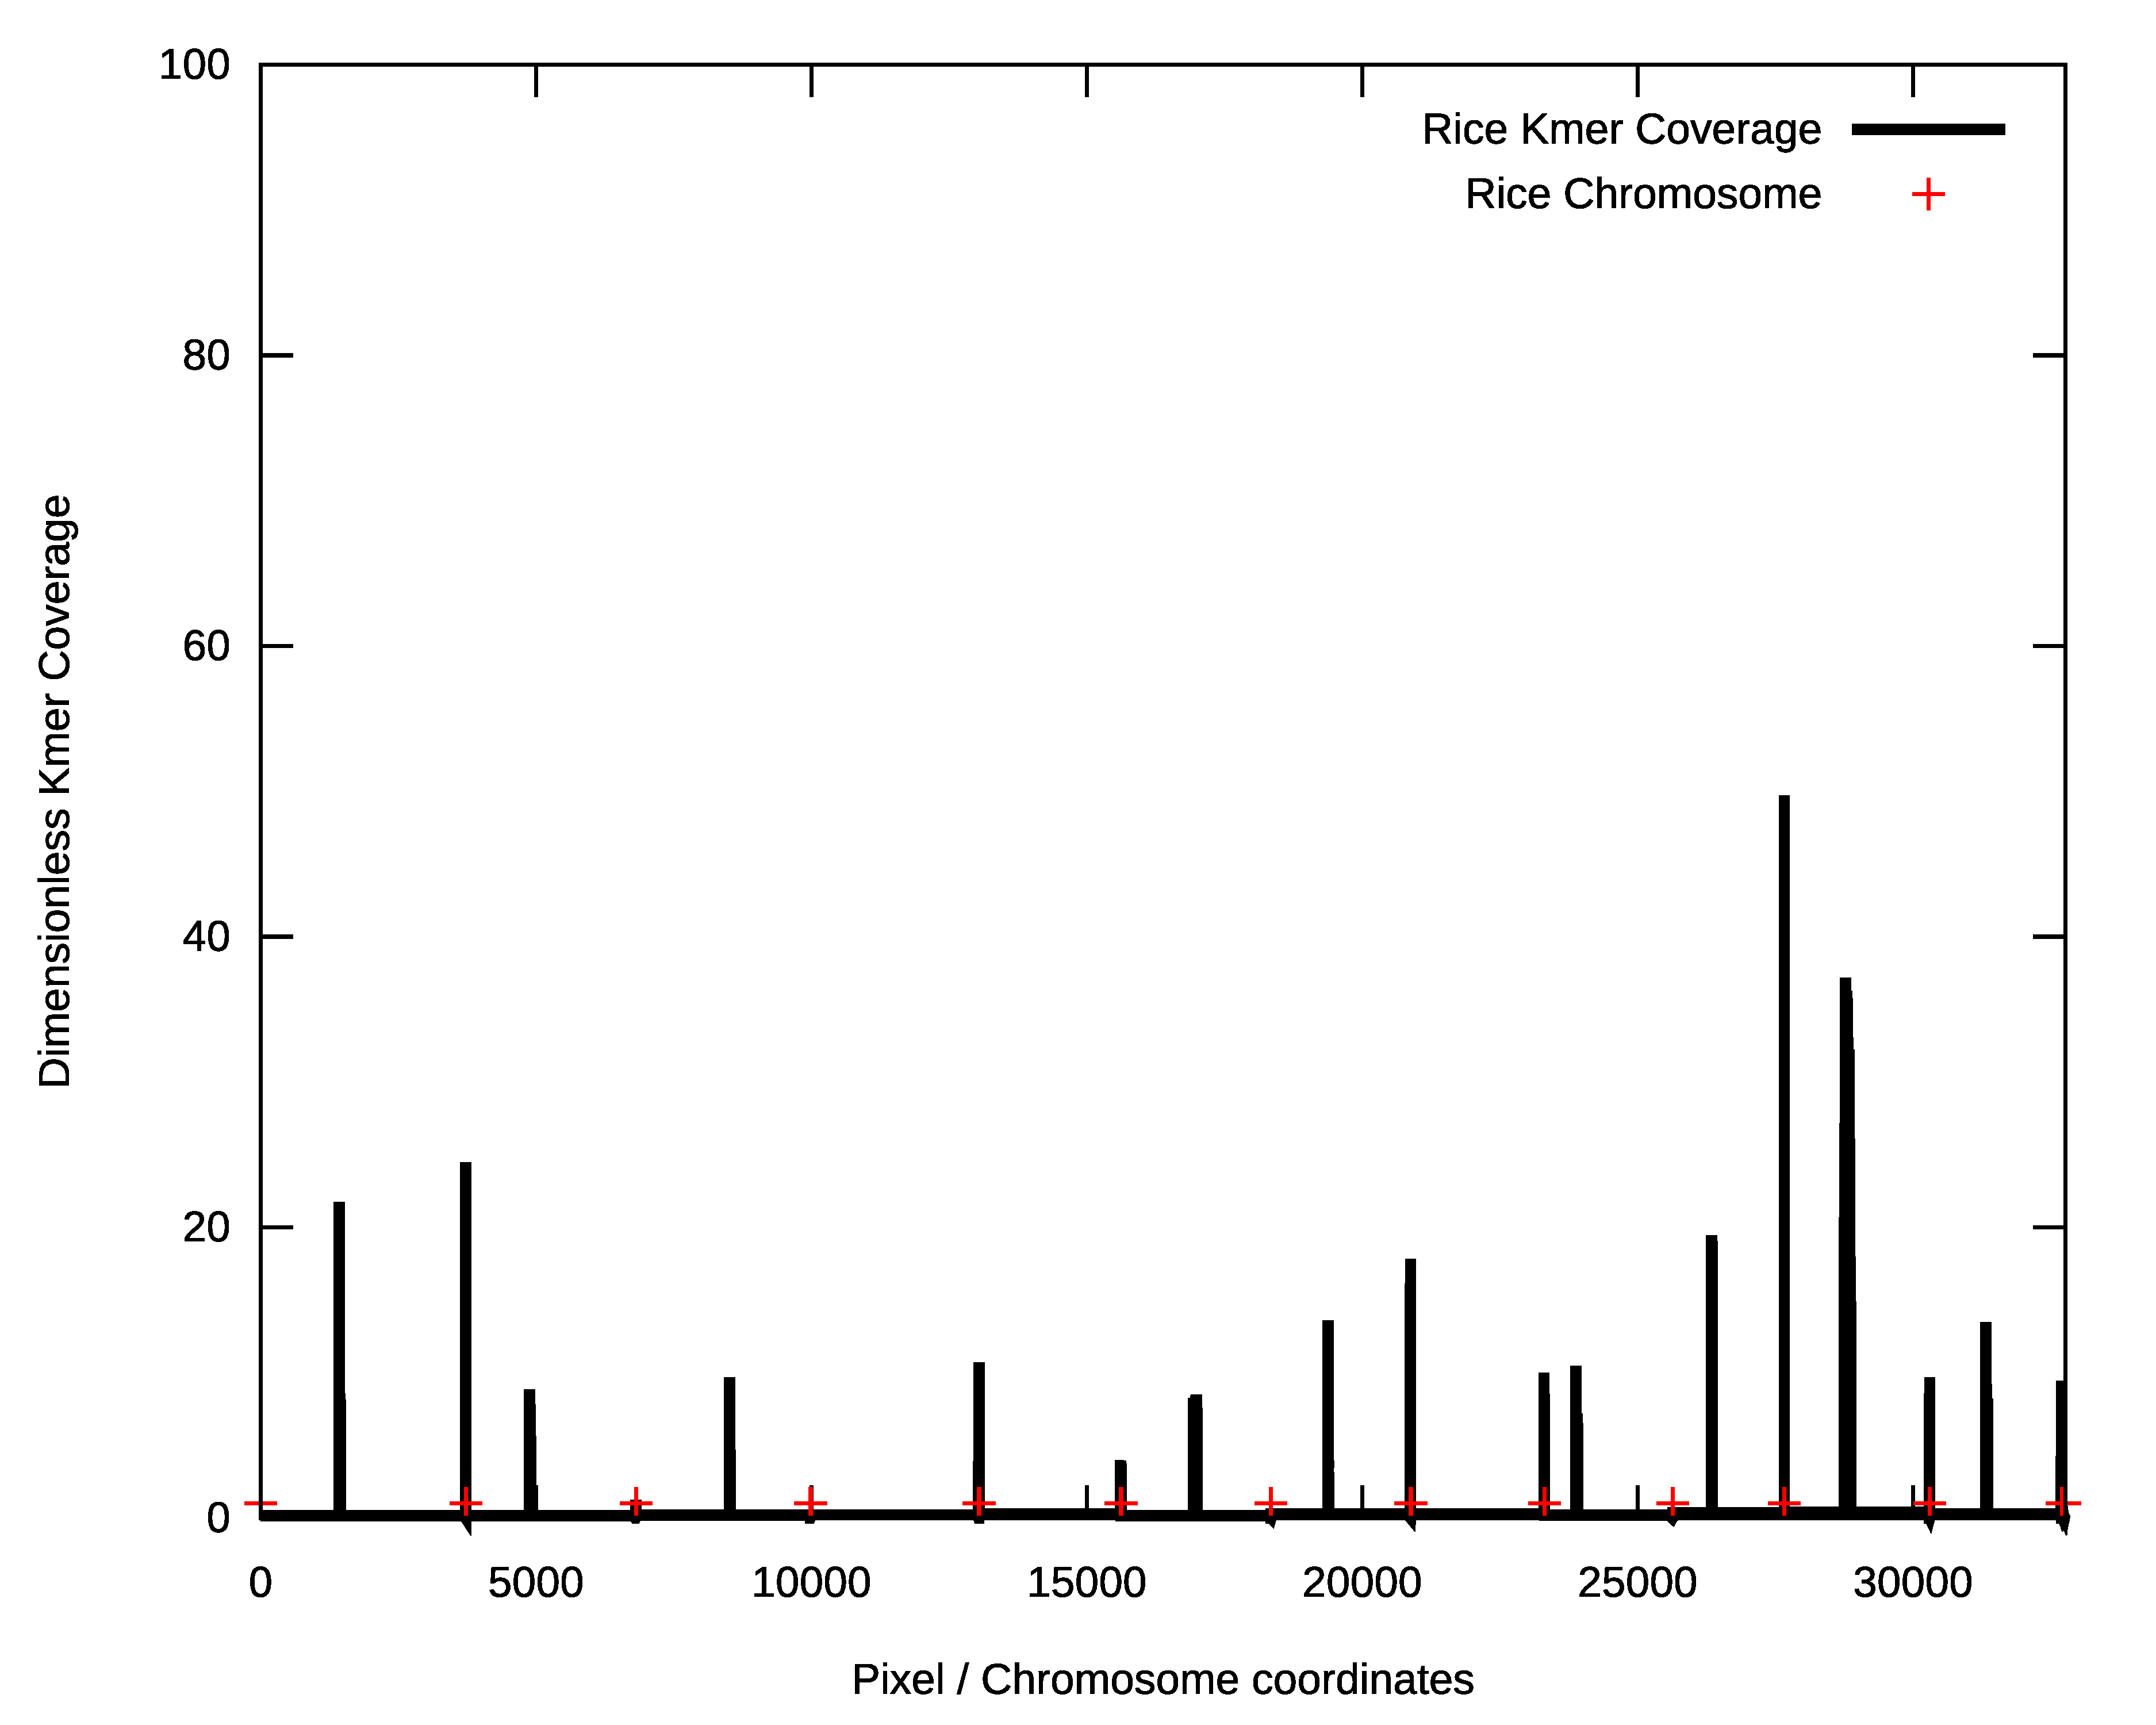 100
80
60
40
20
0
Dimensionless Kmer Coverage
Rice Kmer Coverage
Rice Chromosome
0 5000 10000 15000 20000 25000 30000
Pixel / Chromosome coordinates